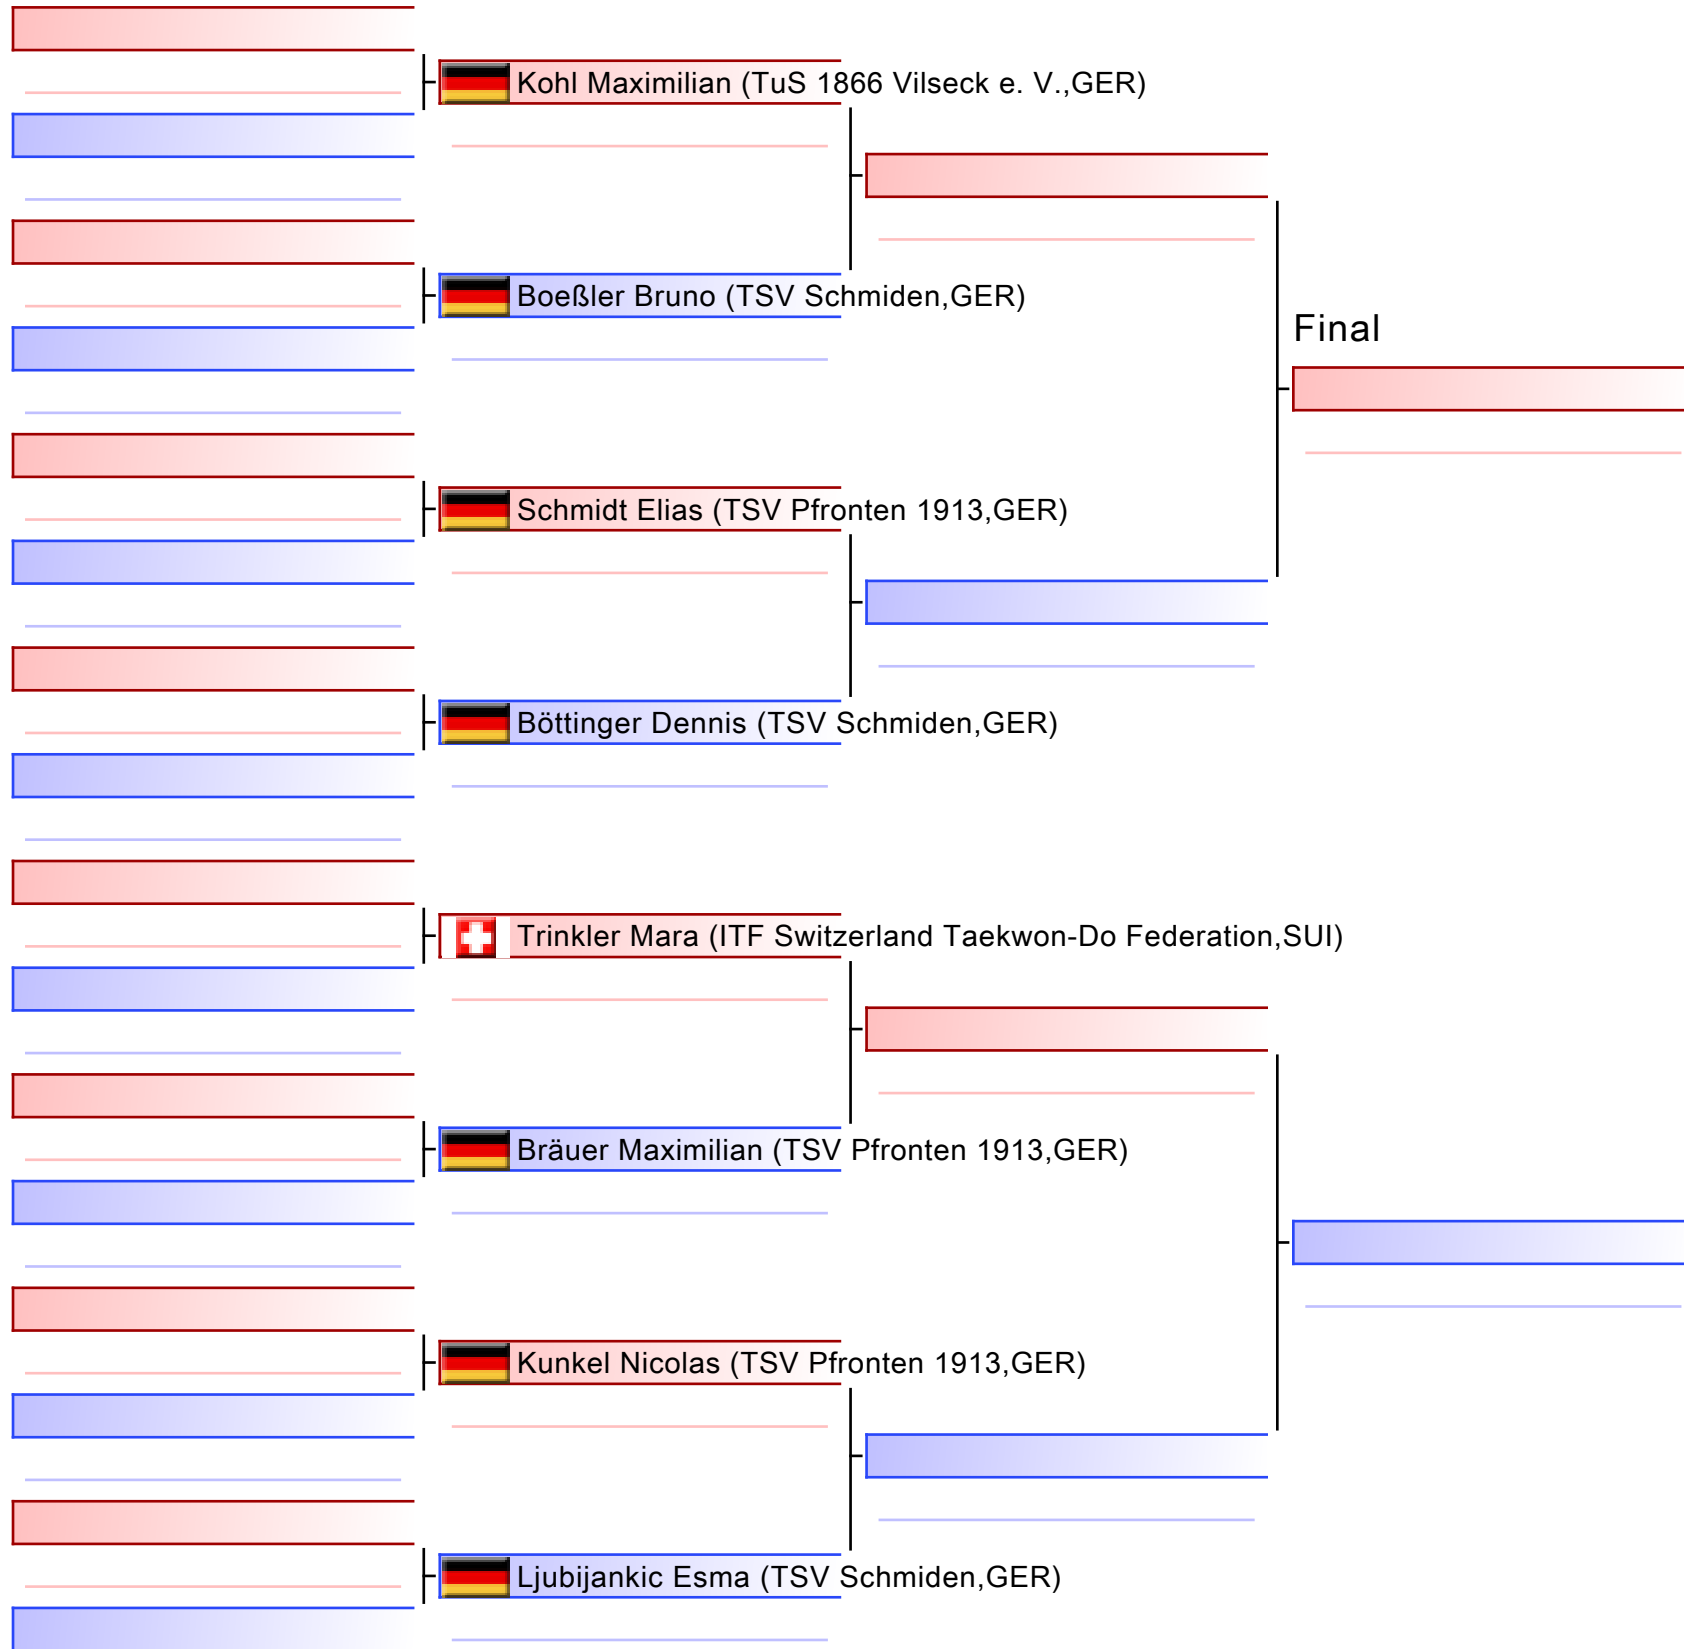 Kohl Maximilian (TuS 1866 Vilseck e. V.,GER)
Boeßler Bruno (TSV Schmiden,GER)
Final
Schmidt Elias (TSV Pfronten 1913,GER)
Böttinger Dennis (TSV Schmiden,GER)
Trinkler Mara (ITF Switzerland Taekwon-Do Federation,SUI)
Bräuer Maximilian (TSV Pfronten 1913,GER)
Kunkel Nicolas (TSV Pfronten 1913,GER)
Ljubijankic Esma (TSV Schmiden,GER)